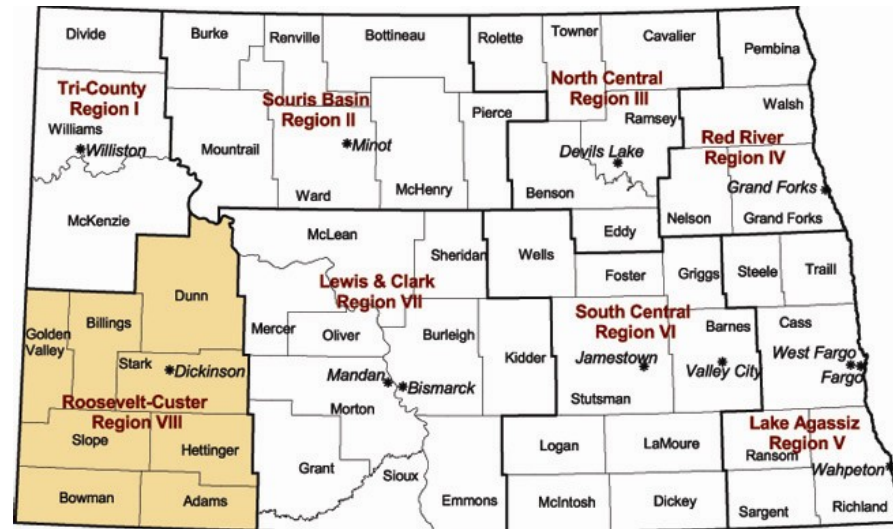 Divide
Burke
Renville
Bottineau
Rolette
Towner
Cavalier
Pembina
Tri-County
Region I
Williams
Williston
McKenzie
Souris Basin
Region II
Minot
Mountrail
Ward
McHenry
Pierce
North Central
Region III
Ramsey
Devils Lake
Benson
Eddy
Walsh
Red River
Region IV
Grand Forks
Nelson
Grand Forks
McLean
Sheridan
Lewis & Clark
Region VII
Mercer
Oliver
Burleigh
Kidder
Mandan
Bismarck
Morton
Grant
Sioux
Emmons
Wells
Foster
Griggs
South Central
Region VI
Barnes
Jamestown
Valley City
Stutsman
Logan
LaMoure
McIntosh
Dickey
Steele
Traill
Cass
West Fargo
Fargo
Lake Agassiz
Region V
Ransom
Wahpeton
Sargent
Richland
Dunn
Golden
Valley
Billings
Stark
Dickinson
Roosevelt-Custer
Region VIII
Slope
Hettinger
Bowman
Adams